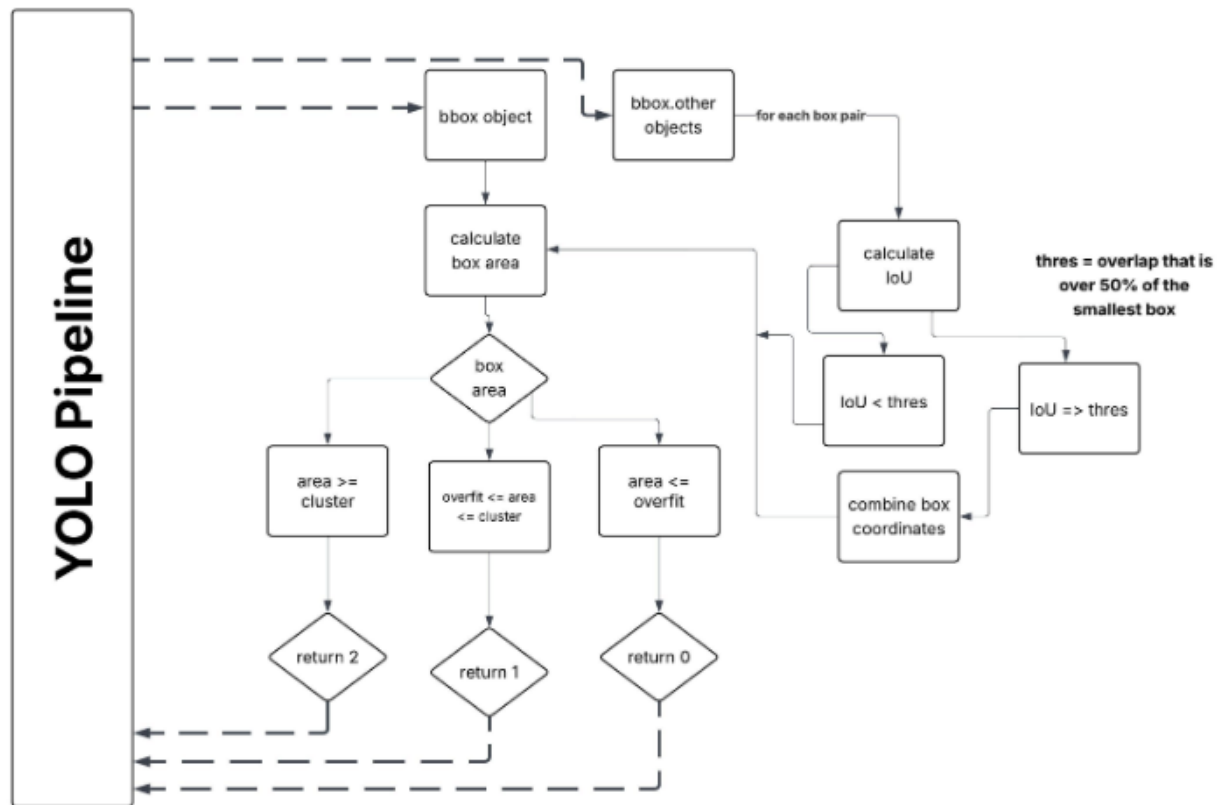 YOLO Pipeline
bbox object
bbox.other
objects
for each box pair
calculate
box area
calculate
IoU
thres = overlap that is
over 50% of the
smallest box
box
area
IoU < thres
IoU => thres
area >=
cluster
overfit <= area
<= cluster
area <=
overfit
combine box
coordinates
return 2
return 1
return 0